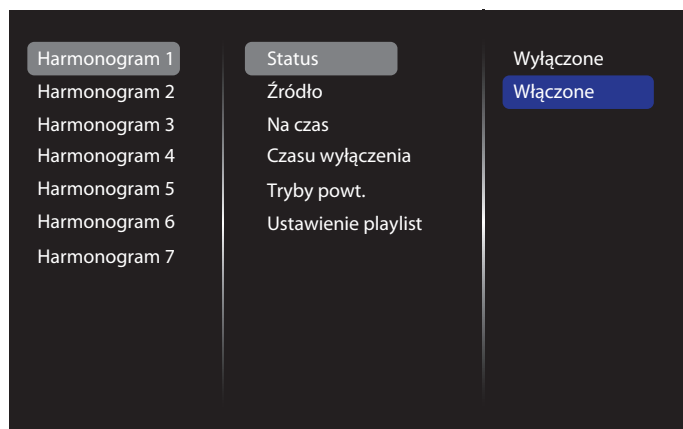 Harmonogram 1
Harmonogram 2
Harmonogram 3
Harmonogram 4
Harmonogram 5
Harmonogram 6
Harmonogram 7
Status
Źródło
Na czas
Czasu wyłączenia
Tryby powt.
Ustawienie playlist
Wyłączone
Włączone